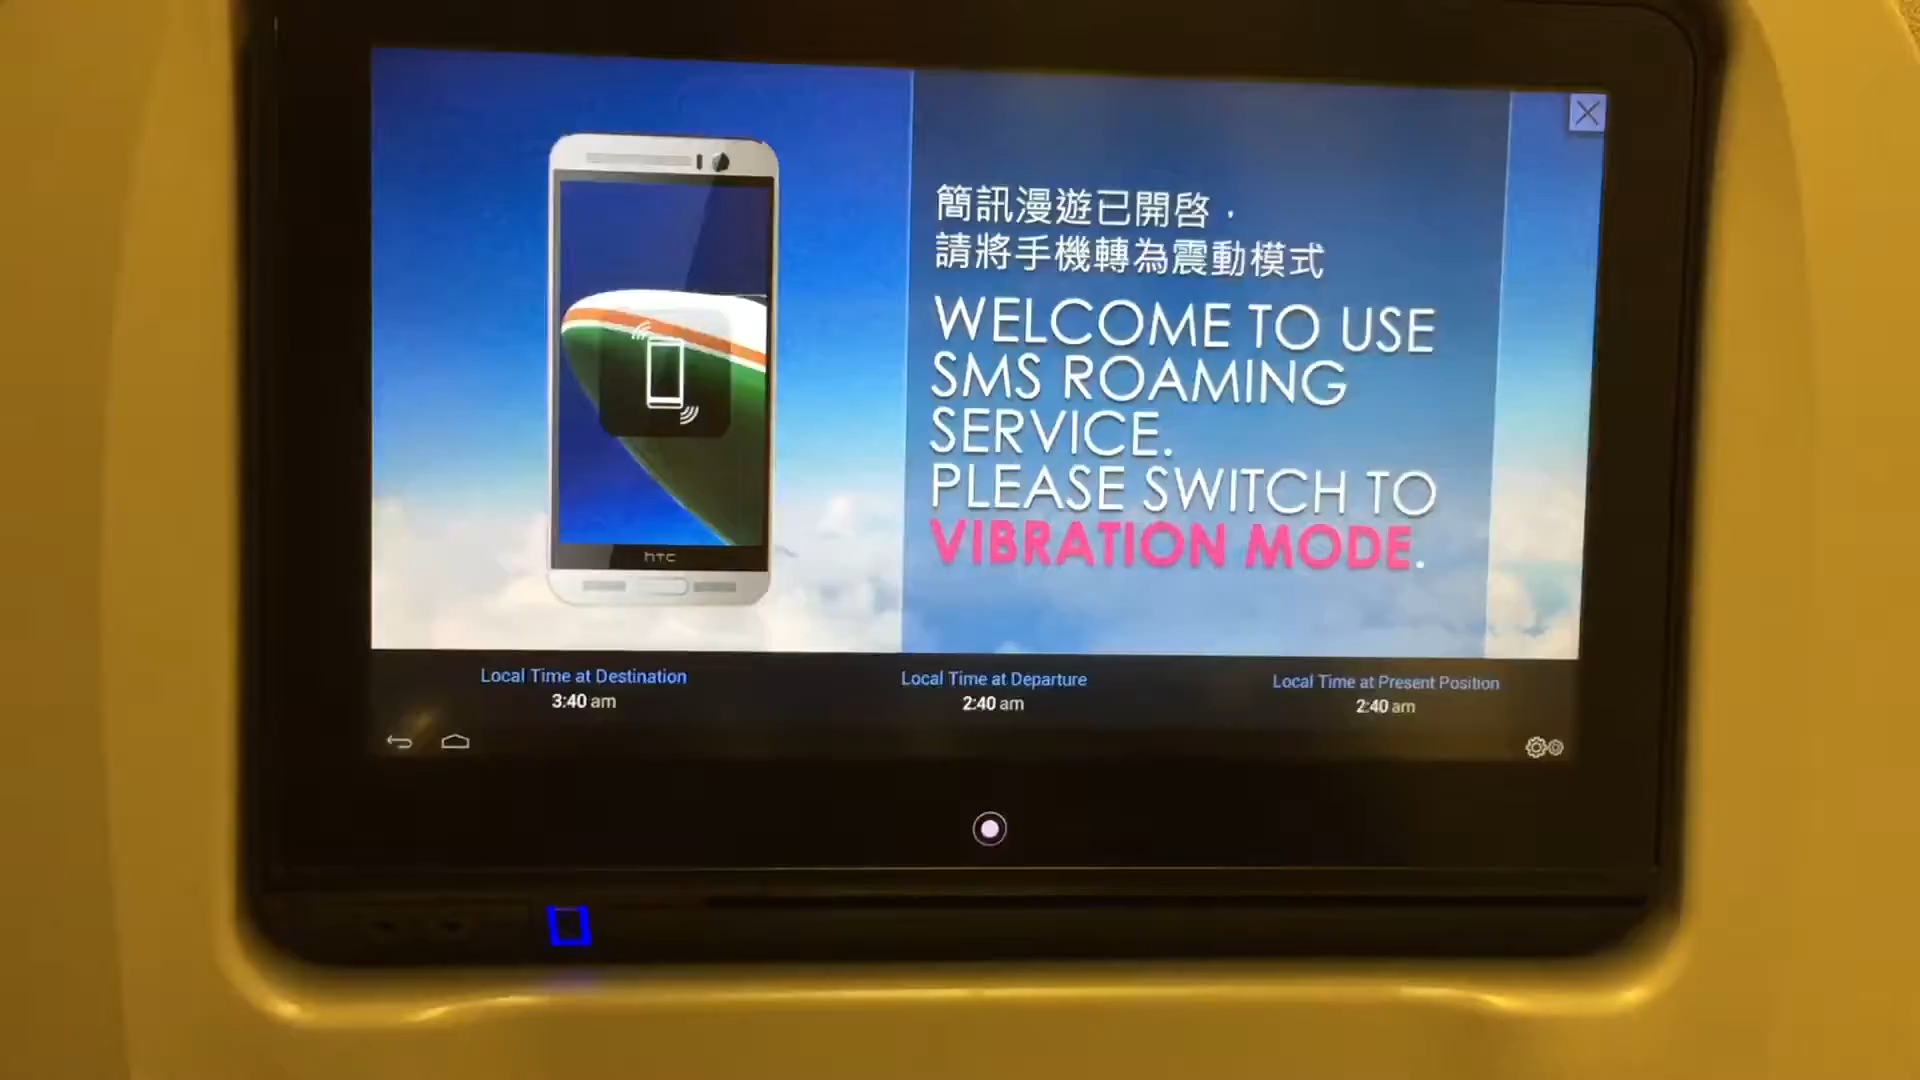 簡訊漫遊已開啓，
請將手機轉為震動模式
WELCOME TO USE
SMS ROAMING
SERVICE.
PLEASE SWITCH TO
VIBRATION MODE.
hTC
Local Time at Destination
3:40 am
Local Time at Departure
2:40 am
Local Time at Present Position
2:40 am